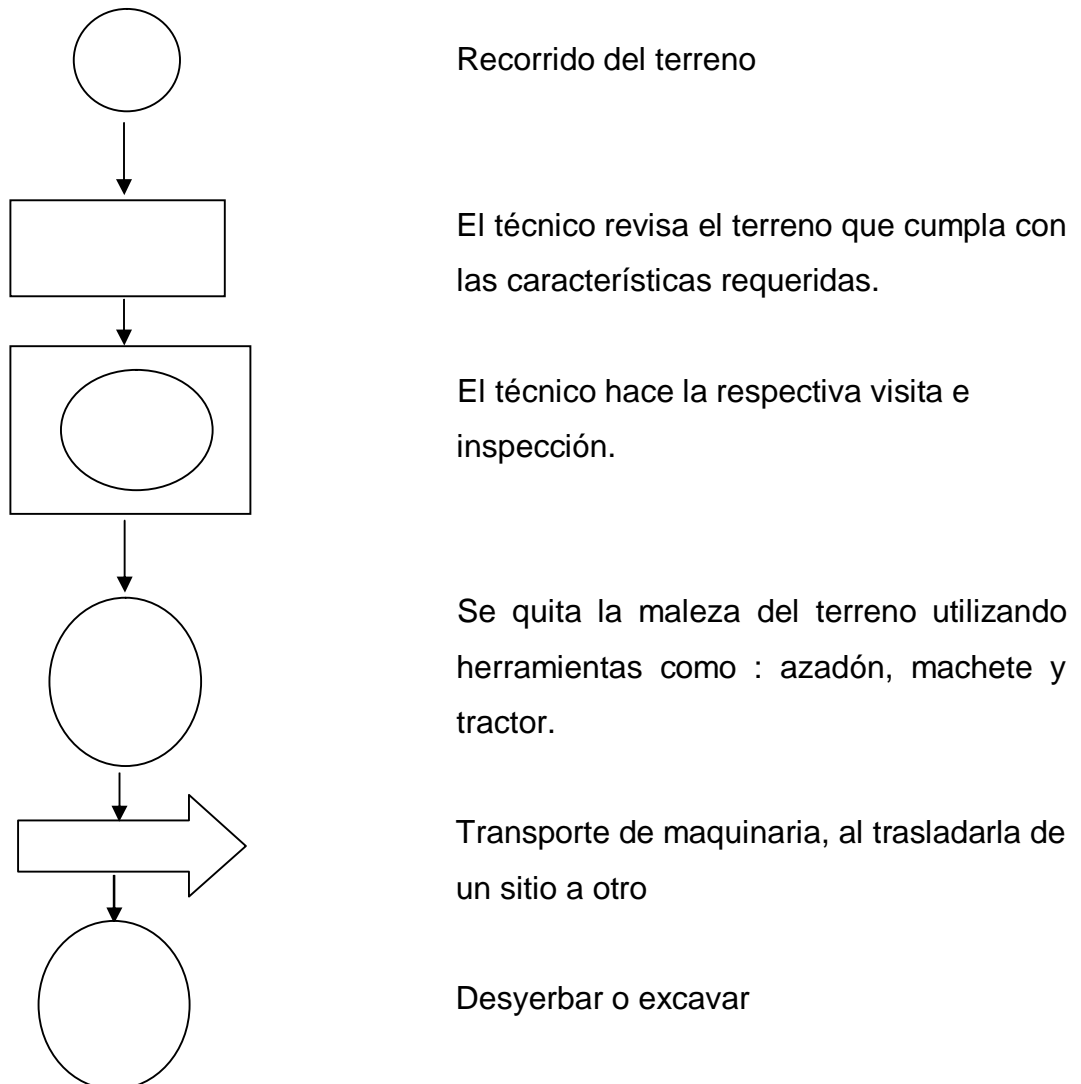 Recorrido del terreno
El técnico revisa el terreno que cumpla con
las características requeridas.
El técnico hace la respectiva visita e
inspección.
Se quita la maleza del terreno utilizando
herramientas como : azadón, machete y
tractor.
Transporte de maquinaria, al trasladarla de
un sitio a otro
Desyerbar o excavar